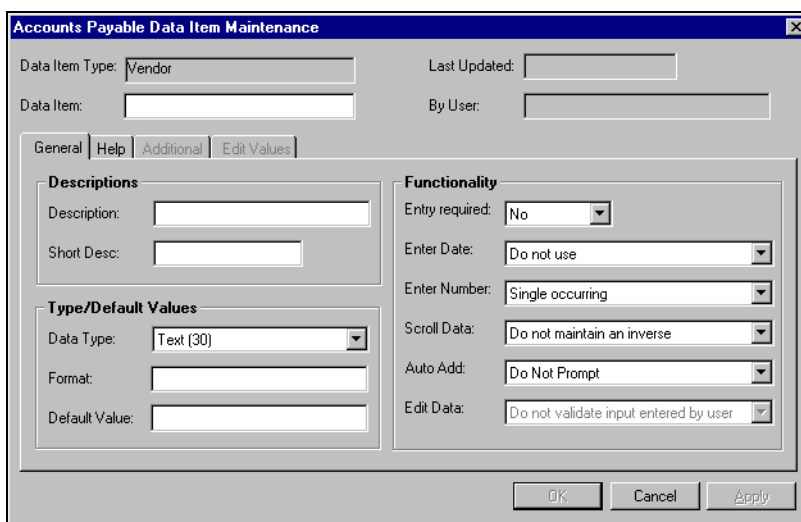 Accounts Payable Data Item Maintenance
Data Item Type: Vendor
Last Updated:
Data Item:
By User:
General Help Additional Edit Values
Descriptions
Description:
Short Desc:
Type/Default Values
Data Type: Text (30)
Format:
Default Value:
Functionality
Entry required: No
Enter Date: Do not use
Enter Number: Single occurring
Scroll Data: Do not maintain an inverse
Auto Add: Do Not Prompt
Edit Data: Do not validate input entered by user
OK Cancel Apply